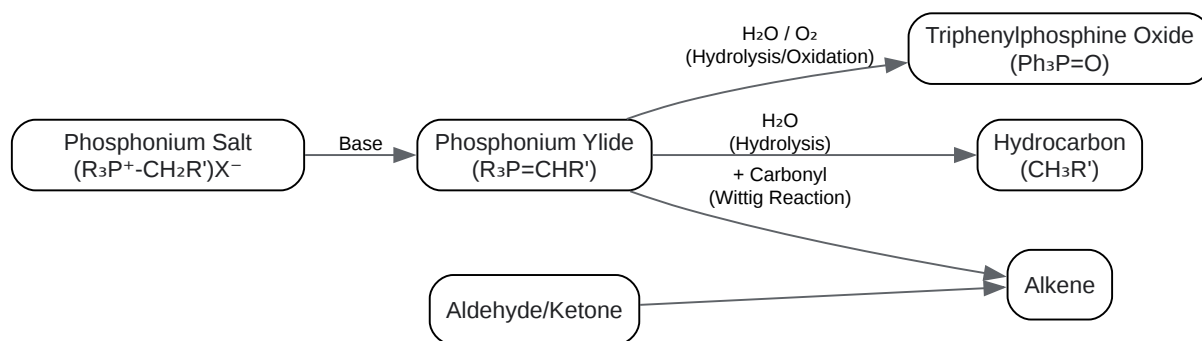 Phosphonium Salt
(R₃P⁺-CH₂R')X⁻
Base
Phosphonium Ylide
(R₃P=CHR')
H₂O / O₂
(Hydrolysis/Oxidation)
Triphenylphosphine Oxide
(Ph₃P=O)
H₂O
(Hydrolysis)
Hydrocarbon
(CH₃R')
+ Carbonyl
(Wittig Reaction)
Aldehyde/Ketone
Alkene